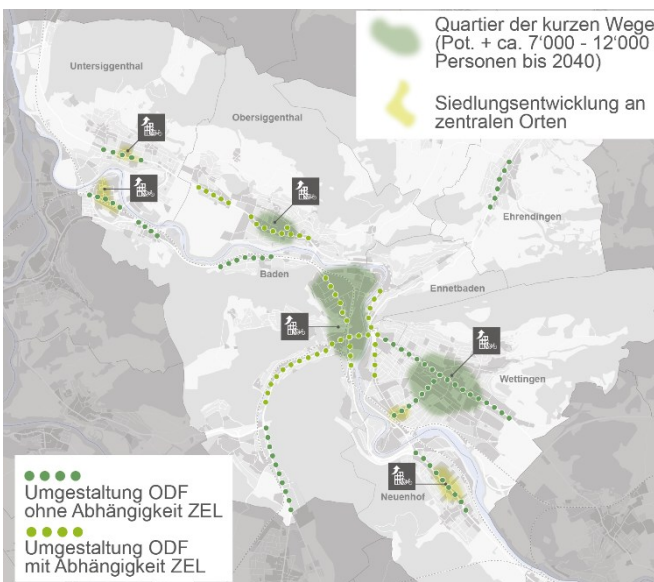 Quartier der kurzen Wege
(Pot. + ca. 7'000 - 12'000
Personen bis 2040)
Siedlungsentwicklung an
zentralen Orten
Untersiggenthal
Obersiggenthal
Ehrendingen
Baden
Ennetbaden
Wettingen
Neuenhof
Umgestaltung ODF
ohne Abhängigkeit ZEL
Umgestaltung ODF
mit Abhängigkeit ZEL